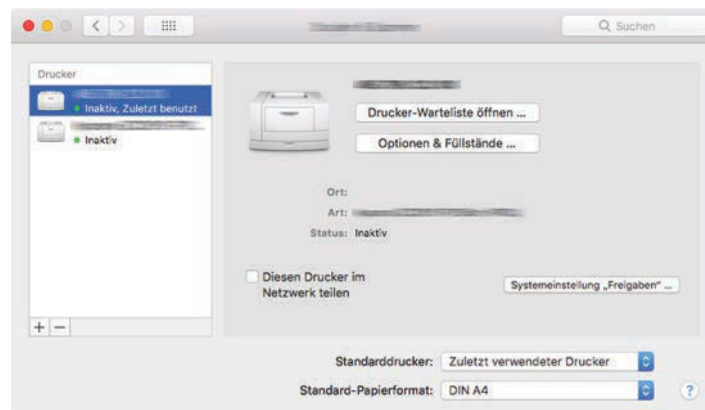 Suchen
Drucker
Inaktiv, Zuletzt benutzt
Inaktiv
Drucker-Warteliste öffnen ...
Optionen & Füllstände ...
Ort:
Art:
Status: Inaktiv
Diesen Drucker im
Netzwerk teilen
Systemeinstellung „Freigaben“ ...
Standarddrucker: Zuletzt verwendeter Drucker
Standard-Papierformat: DIN A4
?